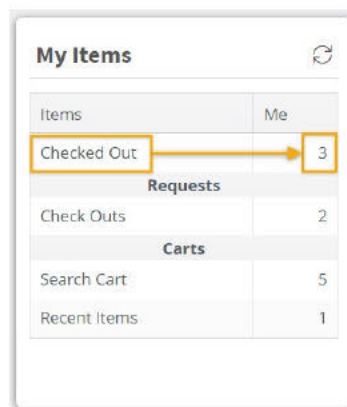 My Items
Items Me
Checked Out 3
Requests
Check Outs 2
Carts
Search Cart 5
Recent Items 1